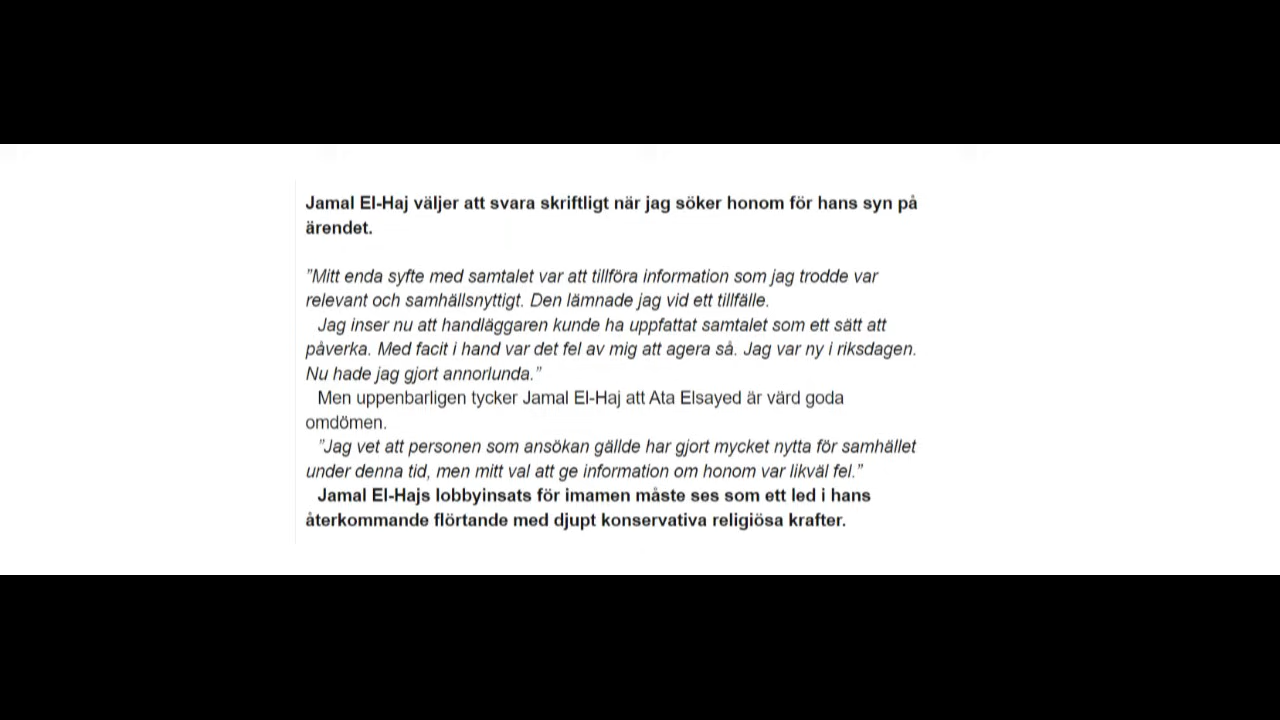 Jamal El-Haj väljer att svara skriftligt när jag söker honom för hans syn på
ärendet.
”Mitt enda syfte med samtalet var att tillföra information som jag trodde var
relevant och samhällsnyttigt. Den lämnade jag vid ett tillfälle.
Jag inser nu att handläggaren kunde ha uppfattat samtalet som ett sätt att
påverka. Med facit i hand var det fel av mig att agera så. Jag var ny i riksdagen.
Nu hade jag gjort annorlunda.”
Men uppenbarligen tycker Jamal El-Haj att Ata Elsayed är värd goda
omdömen.
”Jag vet att personen som ansökan gällde har gjort mycket nytta för samhället
under denna tid, men mitt val att ge information om honom var likväl fel.”
Jamal El-Hajs lobbyinsats för imamen måste ses som ett led i hans
återkommande flörtande med djupt konservativa religiösa krafter.